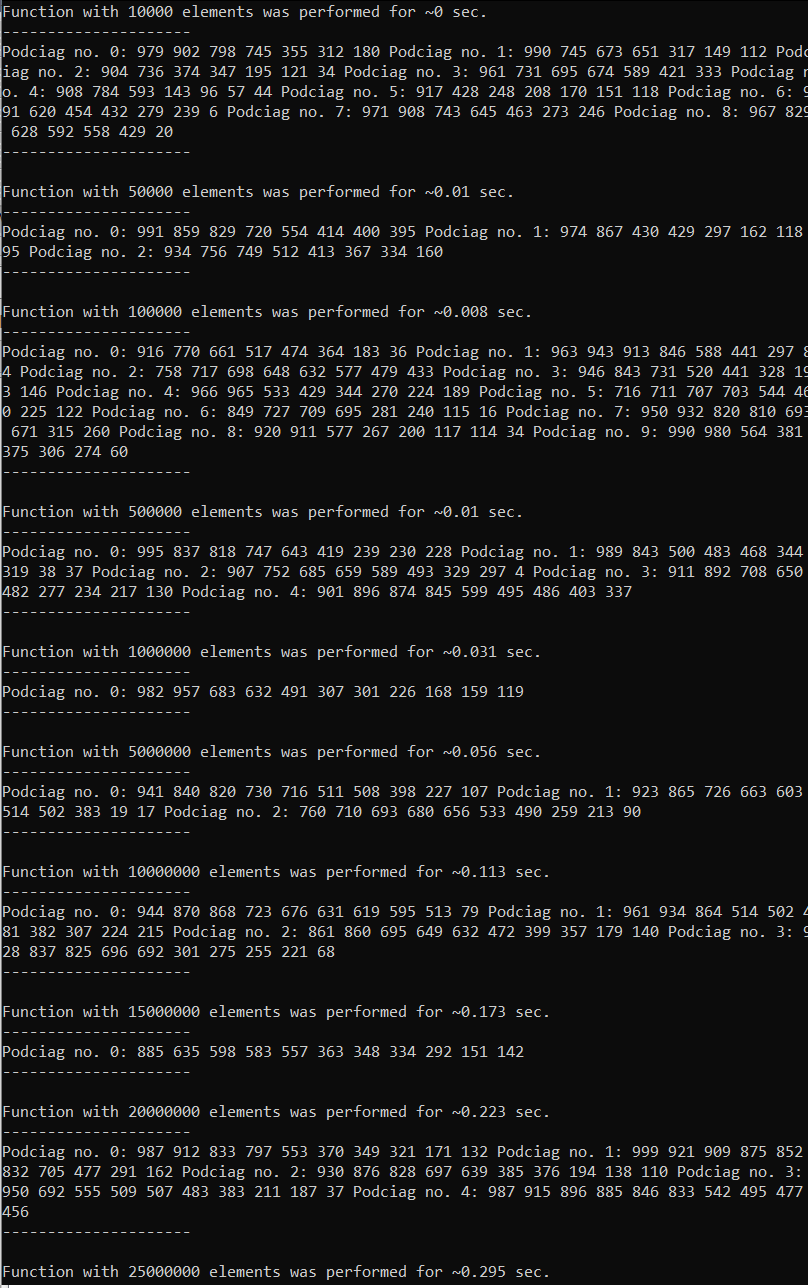 Function with 10000 elements was performed for ~0 sec.
---------------------
Podciag no. 0: 979 902 798 745 355 312 180 Podciag no. 1: 990 745 673 651 317 149 112 Podc
iag no. 2: 904 736 374 347 195 121 34 Podciag no. 3: 961 731 695 674 589 421 333 Podciag n
o. 4: 908 784 593 143 96 57 44 Podciag no. 5: 917 428 248 208 170 151 118 Podciag no. 6: 9
91 620 454 432 279 239 6 Podciag no. 7: 971 908 743 645 463 273 246 Podciag no. 8: 967 829
628 592 558 429 20
---------------------
Function with 50000 elements was performed for ~0.01 sec.
---------------------
Podciag no. 0: 991 859 829 720 554 414 400 395 Podciag no. 1: 974 867 430 429 297 162 118
95 Podciag no. 2: 934 756 749 512 413 367 334 160
---------------------
Function with 100000 elements was performed for ~0.008 sec.
---------------------
Podciag no. 0: 916 770 661 517 474 364 183 36 Podciag no. 1: 963 943 913 846 588 441 297 8
4 Podciag no. 2: 758 717 698 648 632 577 479 433 Podciag no. 3: 946 843 731 520 441 328 19
3 146 Podciag no. 4: 966 965 533 429 344 270 224 189 Podciag no. 5: 716 711 707 703 544 46
0 225 122 Podciag no. 6: 849 727 709 695 281 240 115 16 Podciag no. 7: 950 932 820 810 693
671 315 260 Podciag no. 8: 920 911 577 267 200 117 114 34 Podciag no. 9: 990 980 564 381
375 306 274 60
---------------------
Function with 500000 elements was performed for ~0.01 sec.
---------------------
Podciag no. 0: 995 837 818 747 643 419 239 230 228 Podciag no. 1: 989 843 500 483 468 344
319 38 37 Podciag no. 2: 907 752 685 659 589 493 329 297 4 Podciag no. 3: 911 892 708 650
482 277 234 217 130 Podciag no. 4: 901 896 874 845 599 495 486 403 337
---------------------
Function with 1000000 elements was performed for ~0.031 sec.
---------------------
Podciag no. 0: 982 957 683 632 491 307 301 226 168 159 119
---------------------
Function with 5000000 elements was performed for ~0.056 sec.
---------------------
Podciag no. 0: 941 840 820 730 716 511 508 398 227 107 Podciag no. 1: 923 865 726 663 603
514 502 383 19 17 Podciag no. 2: 760 710 693 680 656 533 490 259 213 90
---------------------
Function with 10000000 elements was performed for ~0.113 sec.
---------------------
Podciag no. 0: 944 870 868 723 676 631 619 595 513 79 Podciag no. 1: 961 934 864 514 502 4
81 382 307 224 215 Podciag no. 2: 861 860 695 649 632 472 399 357 179 140 Podciag no. 3: 9
28 837 825 696 692 301 275 255 221 68
---------------------
Function with 15000000 elements was performed for ~0.173 sec.
---------------------
Podciag no. 0: 885 635 598 583 557 363 348 334 292 151 142
---------------------
Function with 20000000 elements was performed for ~0.223 sec.
---------------------
Podciag no. 0: 987 912 833 797 553 370 349 321 171 132 Podciag no. 1: 999 921 909 875 852
832 705 477 291 162 Podciag no. 2: 930 876 828 697 639 385 376 194 138 110 Podciag no. 3:
950 692 555 509 507 483 383 211 187 37 Podciag no. 4: 987 915 896 885 846 833 542 495 477
456
---------------------
Function with 25000000 elements was performed for ~0.295 sec.